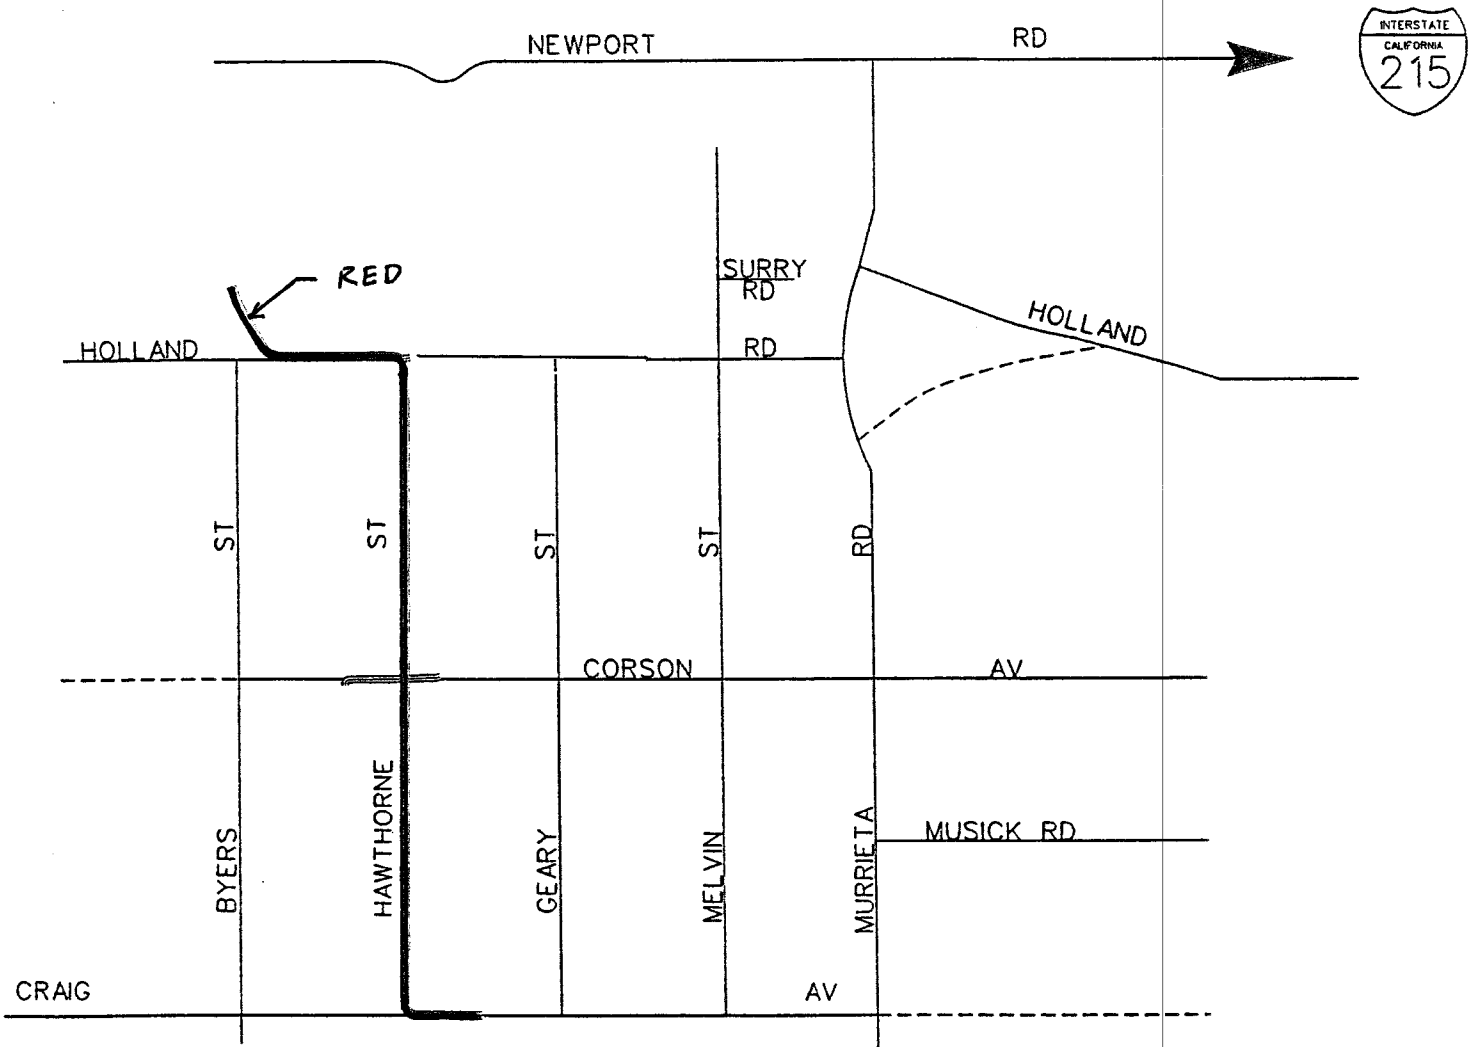 NEWPORT RD
INTERSTATE
CALIFORNIA
215
RED
SURRY
RD
HOLLAND
HOLLAND RD
ST ST ST ST RD
CORSON AV
BYERS
HAWTHORNE
GEARY
MELVIN
MURRIETA
MUSICK RD
CRAIG AV